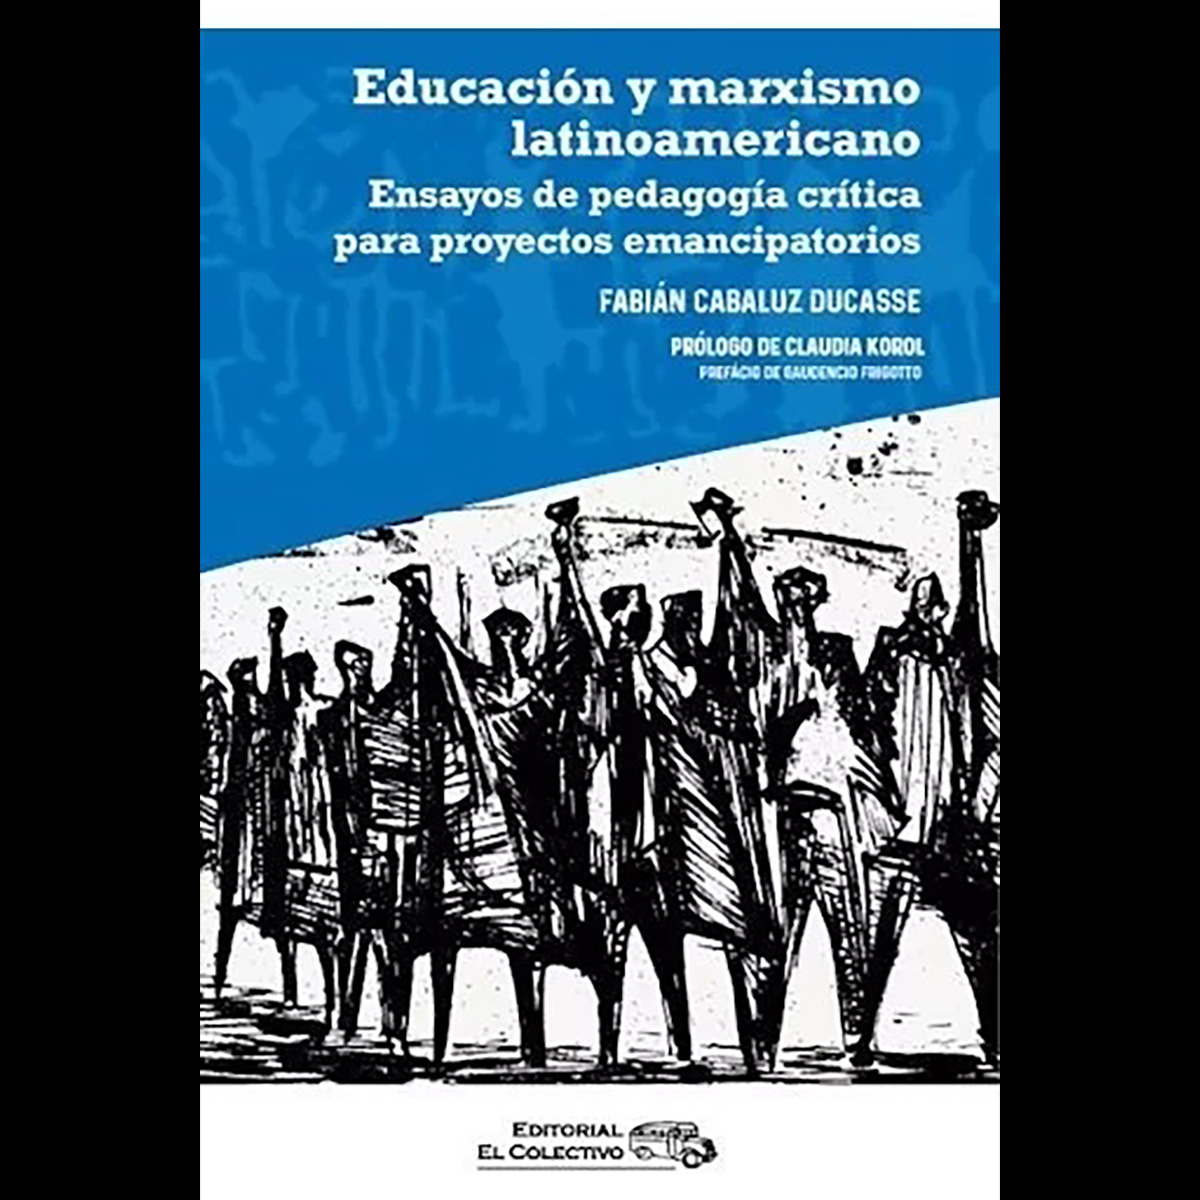 Educación y marxismo
latinoamericano
Ensayos de pedagogía crítica
para proyectos emancipatorios
FABIÁN CABALUZ DUCASSE
PRÓLOGO DE CLAUDIA KOROL
PREFÁCIO DE GAUDENCIO FRIGOTTO
EDITORIAL
EL COLECTIVO